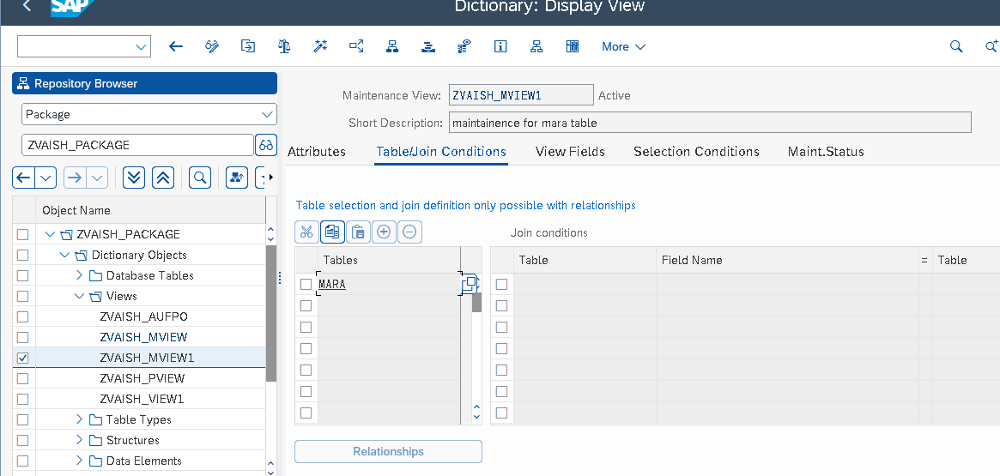 SAP
Dictionary: Display View
More
Repository Browser
Package
ZVAISH_PACKAGE
Object Name
ZVAISH_PACKAGE
Dictionary Objects
Database Tables
Views
ZVAISH_AUFPO
ZVAISH_MVIEW
ZVAISH_MVIEW1
ZVAISH_PVIEW
ZVAISH_VIEW1
Table Types
Structures
Data Elements
Maintenance View: ZVAISH_MVIEW1 Active
Short Description: maintainence for mara table
Attributes Table/Join Conditions View Fields Selection Conditions Maint.Status
Table selection and join definition only possible with relationships
Join conditions
Tables
MARA
Table Field Name = Table
Relationships